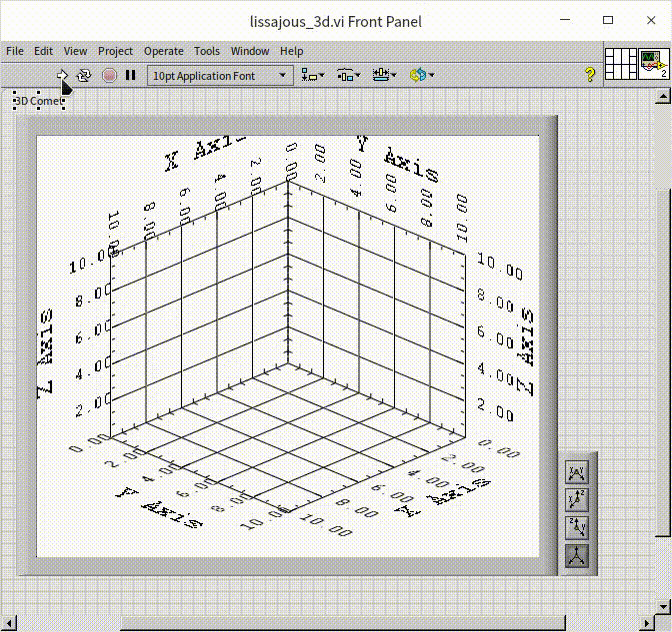 lissajous_3d.vi Front Panel
File Edit View Project Operate Tools Window Help
10pt Application Font
?
2
3D Comet
X Axis
Y Axis
10.00 8.00 6.00 4.00 2.00 0.00 2.00 4.00 6.00 8.00 10.00
10.00 8.00 6.00 4.00 2.00 0.00
Z Axis
10.00 8.00 6.00 4.00 2.00 0.00
Z Axis
2.00 4.00 6.00 8.00 10.00
Y Axis
2.00 4.00 6.00 8.00 10.00
X Axis